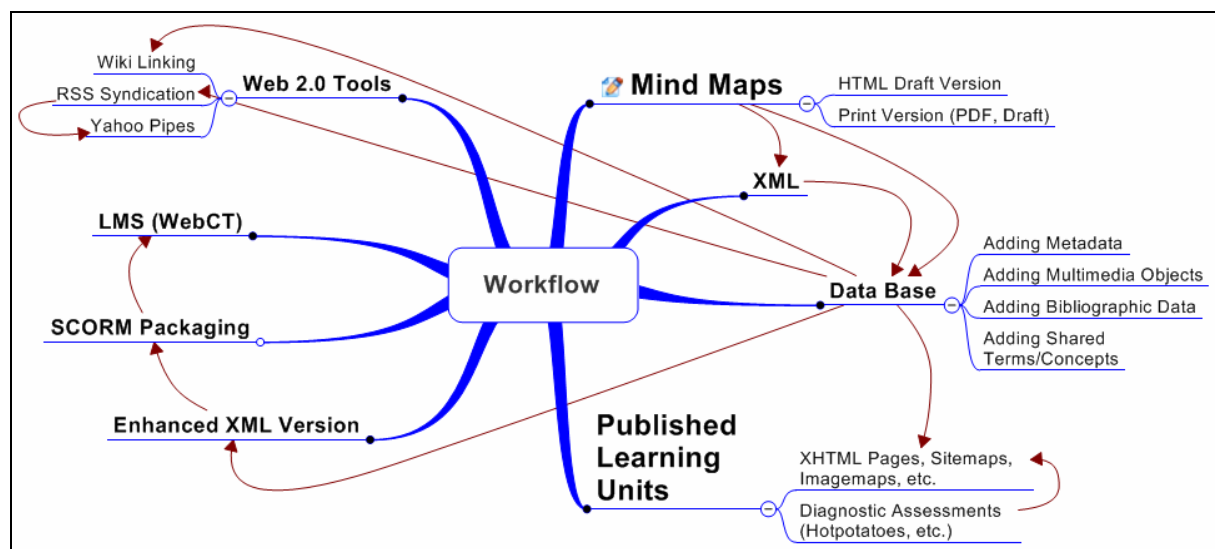 Wiki Linking
RSS Syndication
Yahoo Pipes
Web 2.0 Tools
Mind Maps
HTML Draft Version
Print Version (PDF, Draft)
XML
LMS (WebCT)
Workflow
Data Base
Adding Metadata
Adding Multimedia Objects
Adding Bibliographic Data
Adding Shared
Terms/Concepts
SCORM Packaging
Enhanced XML Version
Published
Learning
Units
XHTML Pages, Sitemaps,
Imagemaps, etc.
Diagnostic Assessments
(Hotpotatoes, etc.)